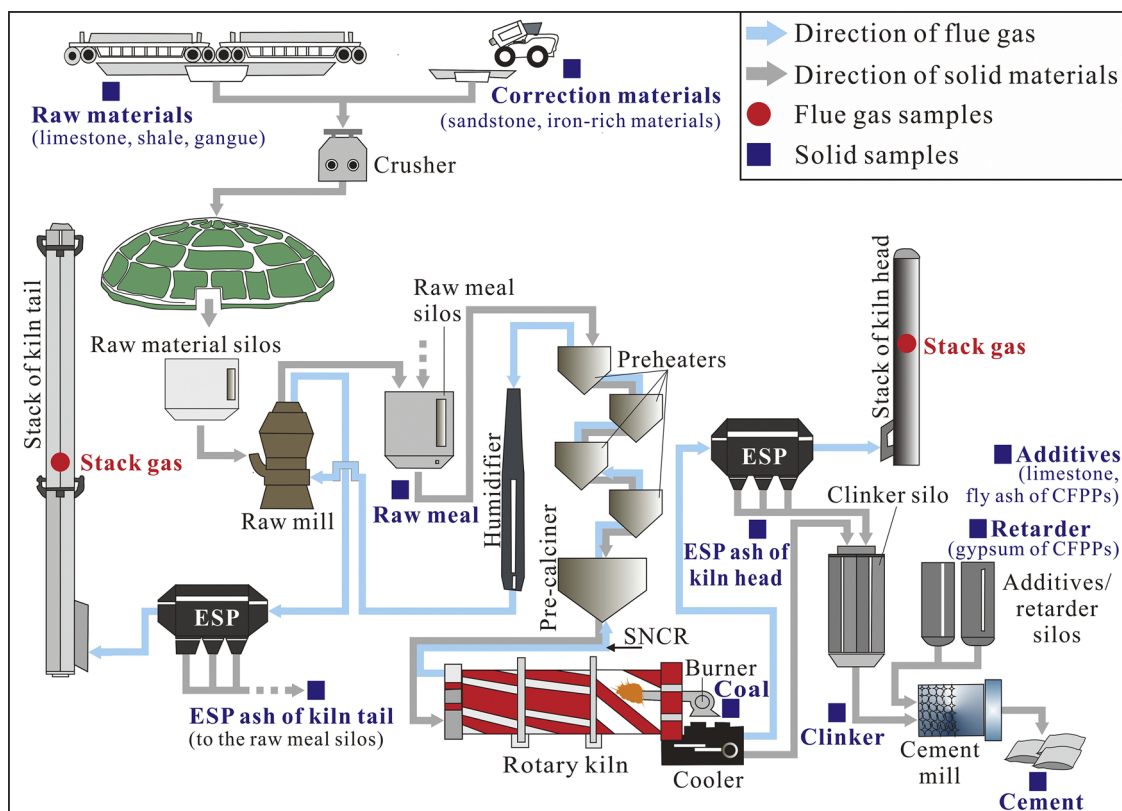 Direction of flue gas
Direction of solid materials
Flue gas samples
Solid samples
Raw materials
(limestone, shale, gangue)
Correction materials
(sandstone, iron-rich materials)
Crusher
Stack of kiln tail
Raw material silos
Raw meal
silos
Preheaters
Stack of kiln head
Stack gas
Stack gas
Raw mill
Raw meal
Humidifier
Pre-calciner
ESP
ESP ash of
kiln head
Clinker silo
Additives
(limestone,
fly ash of CFPPs)
Retarder
(gypsum of CFPPs)
Additives/
retarder
silos
ESP
ESP ash of kiln tail
(to the raw meal silos)
SNCR
Burner
Coal
Rotary kiln
Cooler
Clinker
Cement
mill
Cement